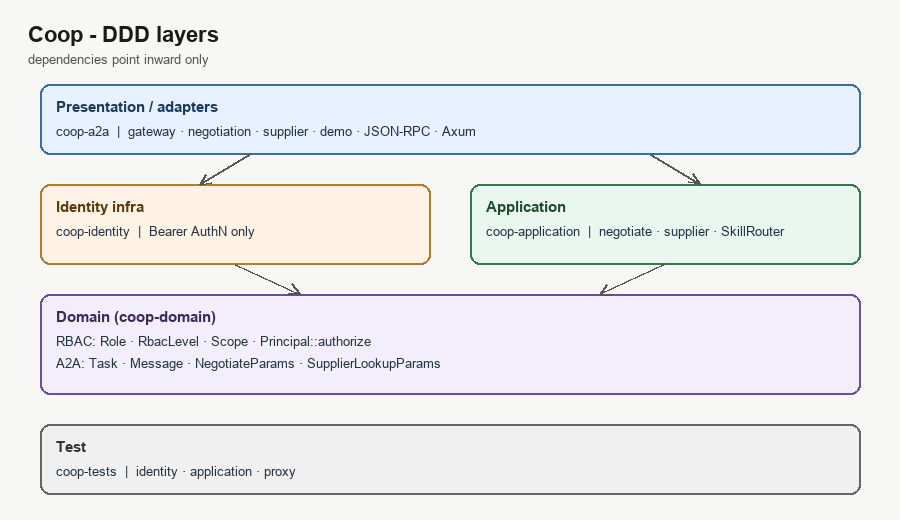 Coop - DDD layers
dependencies point inward only
Presentation / adapters
coop-a2a | gateway · negotiation · supplier · demo · JSON-RPC · Axum
Identity infra
coop-identity | Bearer AuthN only
Application
coop-application | negotiate · supplier · SkillRouter
Domain (coop-domain)
RBAC: Role · RbacLevel · Scope · Principal::authorize
A2A: Task · Message · NegotiateParams · SupplierLookupParams
Test
coop-tests | identity · application · proxy